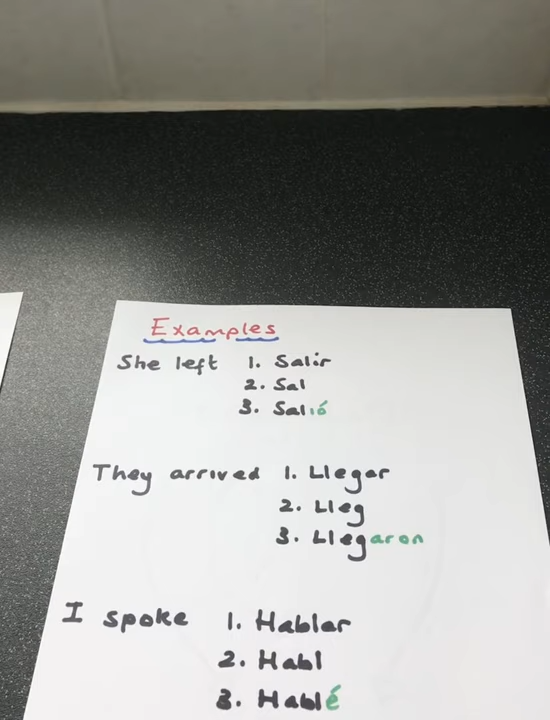 Examples
She left 1. Salir
2. Sal
3. Salió
They arrived 1. Llegar
2. Lleg
3. Llegaron
I spoke 1. Hablar
2. Habl
3. Hablé